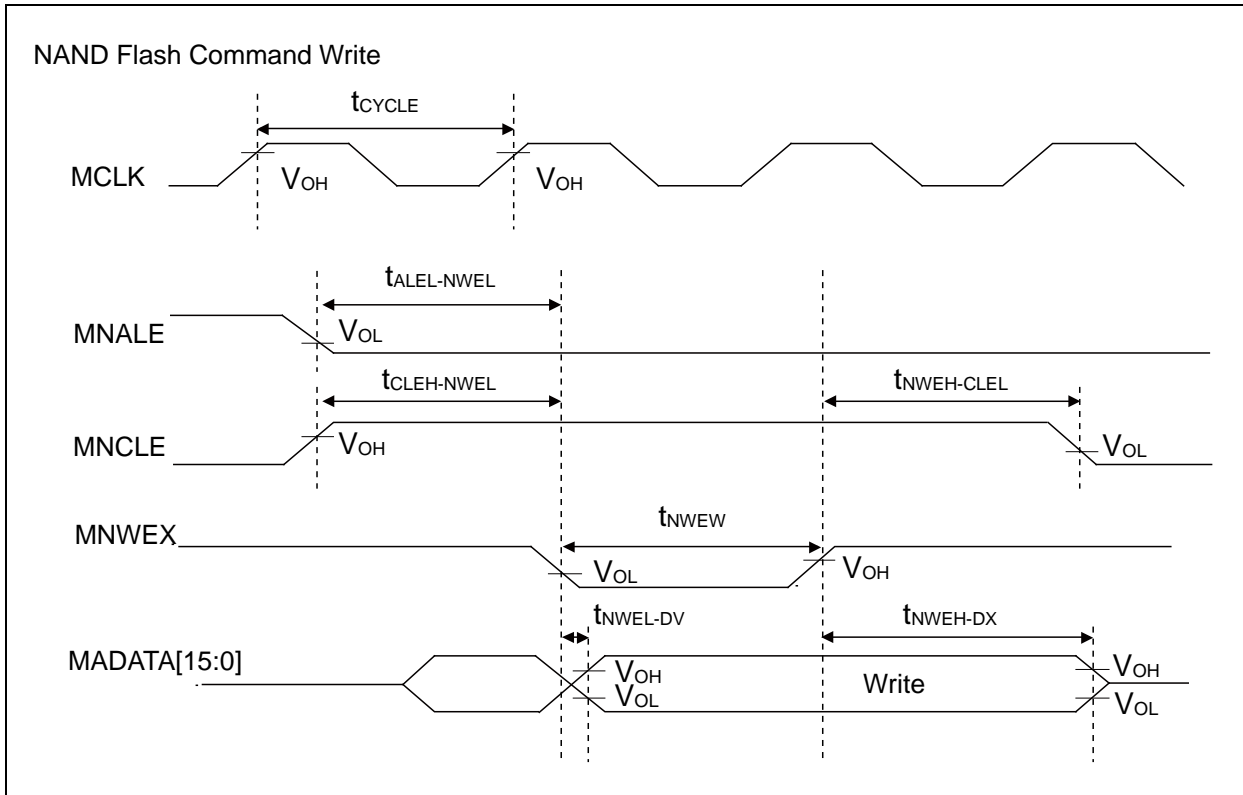 NAND Flash Command Write
tCYCLE
MCLK
VOH
VOH
tALEL-NWEL
MNALE
VOL
tCLEH-NWEL
tNWEH-CLEL
MNCLE
VOH
VOL
MNWEX
tNWEW
VOL
VOH
tNWEL-DV
tNWEH-DX
MADATA[15:0]
VOH
VOH
Write
VOL
VOL